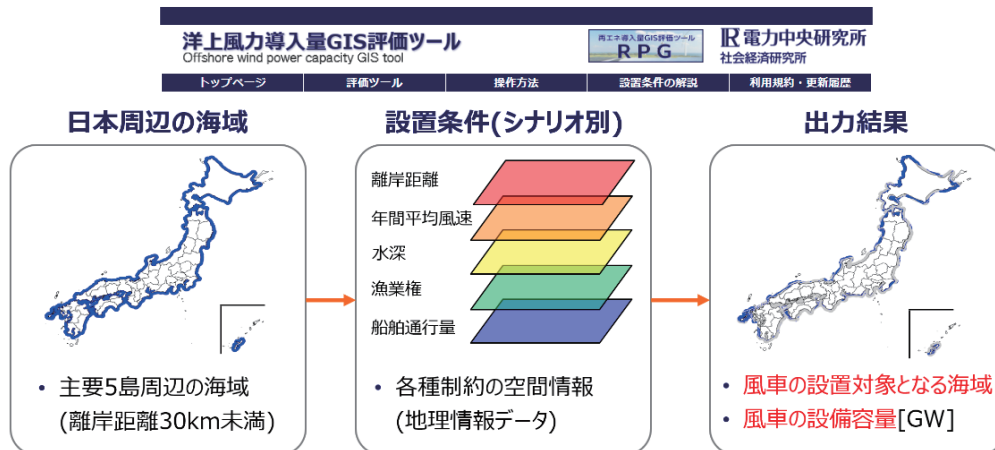 洋上風力導入量GIS評価ツール
Offshore wind power capacity GIS tool
再エネ導入量GIS評価ツール
RPG
電力中央研究所
社会経済研究所
トップページ
評価ツール
操作方法
設置条件の解説
利用規約・更新履歴
日本周辺の海域
設置条件(シナリオ別)
出力結果
離岸距離
年間平均風速
水深
漁業権
船舶通行量
• 主要5島周辺の海域
(離岸距離30km未満)
• 各種制約の空間情報
(地理情報データ)
• 風車の設置対象となる海域
• 風車の設備容量[GW]